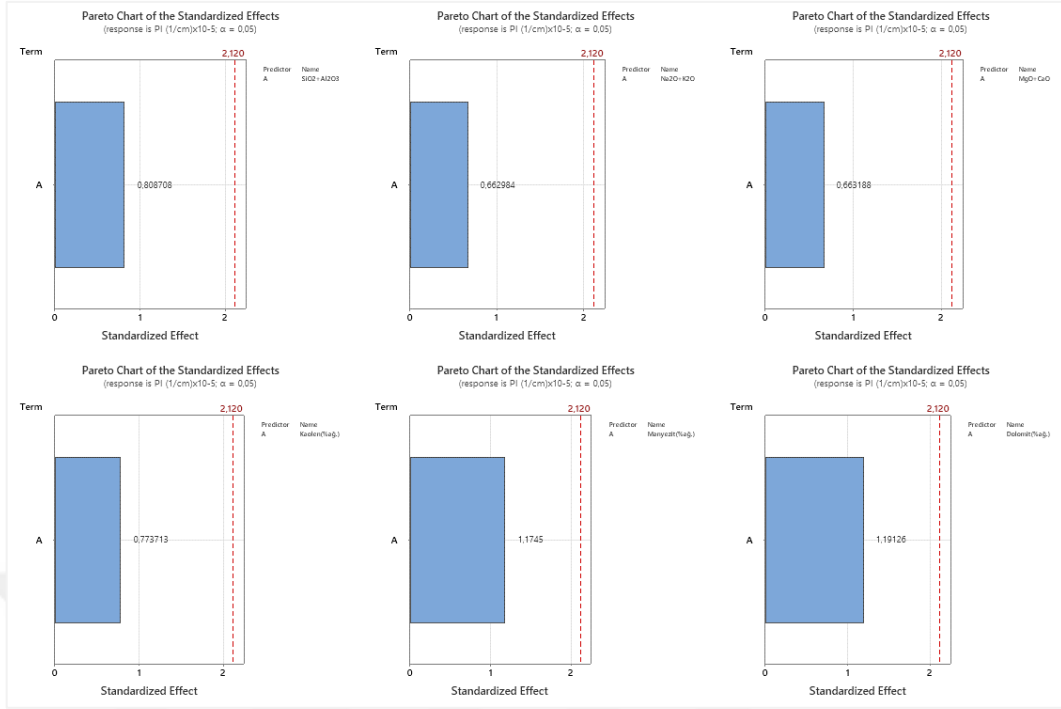 Pareto Chart of the Standardized Effects
(response is PI (1/cm)x10-5; α = 0,05)
Term
2,120
Predictor Name
A SiO2+Al2O3
A
0,808708
0 1 2
Standardized Effect
Pareto Chart of the Standardized Effects
(response is PI (1/cm)x10-5; α = 0,05)
Term
2,120
Predictor Name
A Na2O+K2O
A
0,662984
0 1 2
Standardized Effect
Pareto Chart of the Standardized Effects
(response is PI (1/cm)x10-5; α = 0,05)
Term
2,120
Predictor Name
A MgO+CaO
A
0,663188
0 1 2
Standardized Effect
Pareto Chart of the Standardized Effects
(response is PI (1/cm)x10-5; α = 0,05)
Term
2,120
Predictor Name
A Kaolen(%ağ.)
A
0,773713
0 1 2
Standardized Effect
Pareto Chart of the Standardized Effects
(response is PI (1/cm)x10-5; α = 0,05)
Term
2,120
Predictor Name
A Manyezit(%ağ.)
A
1,1745
0 1 2
Standardized Effect
Pareto Chart of the Standardized Effects
(response is PI (1/cm)x10-5; α = 0,05)
Term
2,120
Predictor Name
A Dolomit(%ağ.)
A
1,19126
0 1 2
Standardized Effect